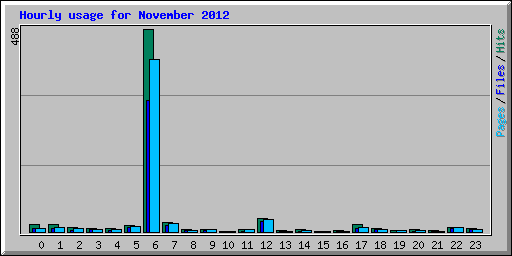 Hourly usage for November 2012
488
Pages/Files/Hits
0 1 2 3 4 5 6 7 8 9 10 11 12 13 14 15 16 17 18 19 20 21 22 23